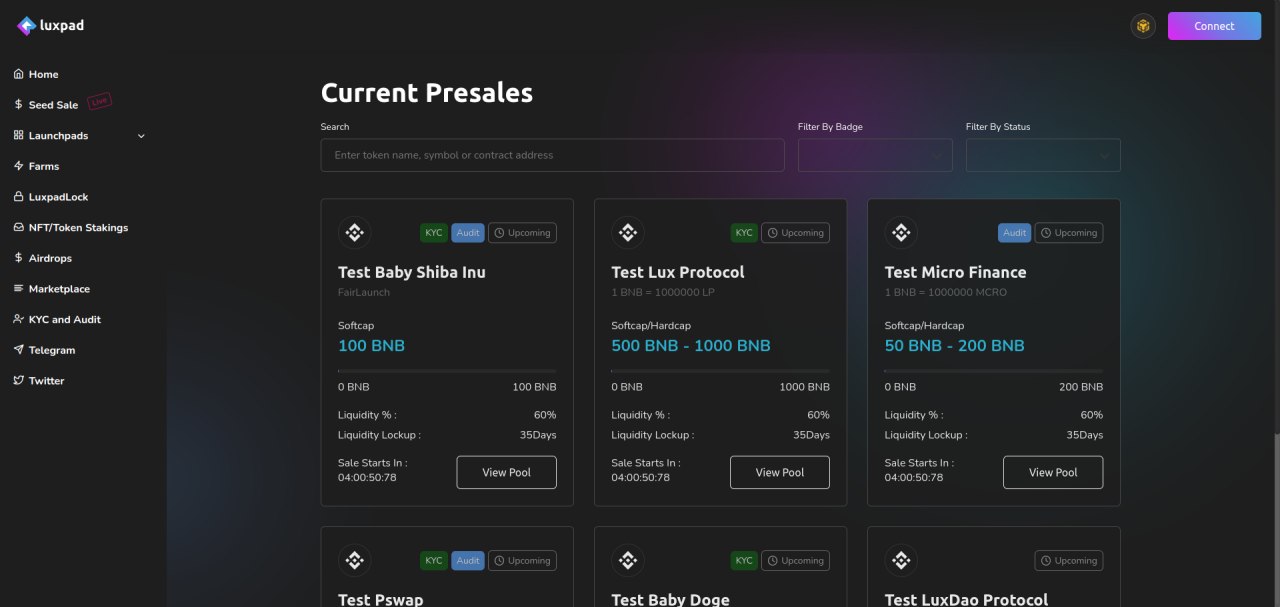 luxpad
Connect
Home
Seed Sale Live
Launchpads
Farms
LuxpadLock
NFT/Token Stakings
Airdrops
Marketplace
KYC and Audit
Telegram
Twitter
Current Presales
Search
Filter By Badge
Filter By Status
Enter token name, symbol or contract address
KYC Audit Upcoming
Test Baby Shiba Inu
FairLaunch
Softcap
100 BNB
0 BNB 100 BNB
Liquidity % : 60%
Liquidity Lockup : 35Days
Sale Starts In :
04:00:50:78
View Pool
KYC Upcoming
Test Lux Protocol
1 BNB = 1000000 LP
Softcap/Hardcap
500 BNB - 1000 BNB
0 BNB 1000 BNB
Liquidity % : 60%
Liquidity Lockup : 35Days
Sale Starts In :
04:00:50:78
View Pool
Audit Upcoming
Test Micro Finance
1 BNB = 1000000 MCRO
Softcap/Hardcap
50 BNB - 200 BNB
0 BNB 200 BNB
Liquidity % : 60%
Liquidity Lockup : 35Days
Sale Starts In :
04:00:50:78
View Pool
KYC Audit Upcoming
Test Pswap
KYC Upcoming
Test Baby Doge
Upcoming
Test LuxDao Protocol